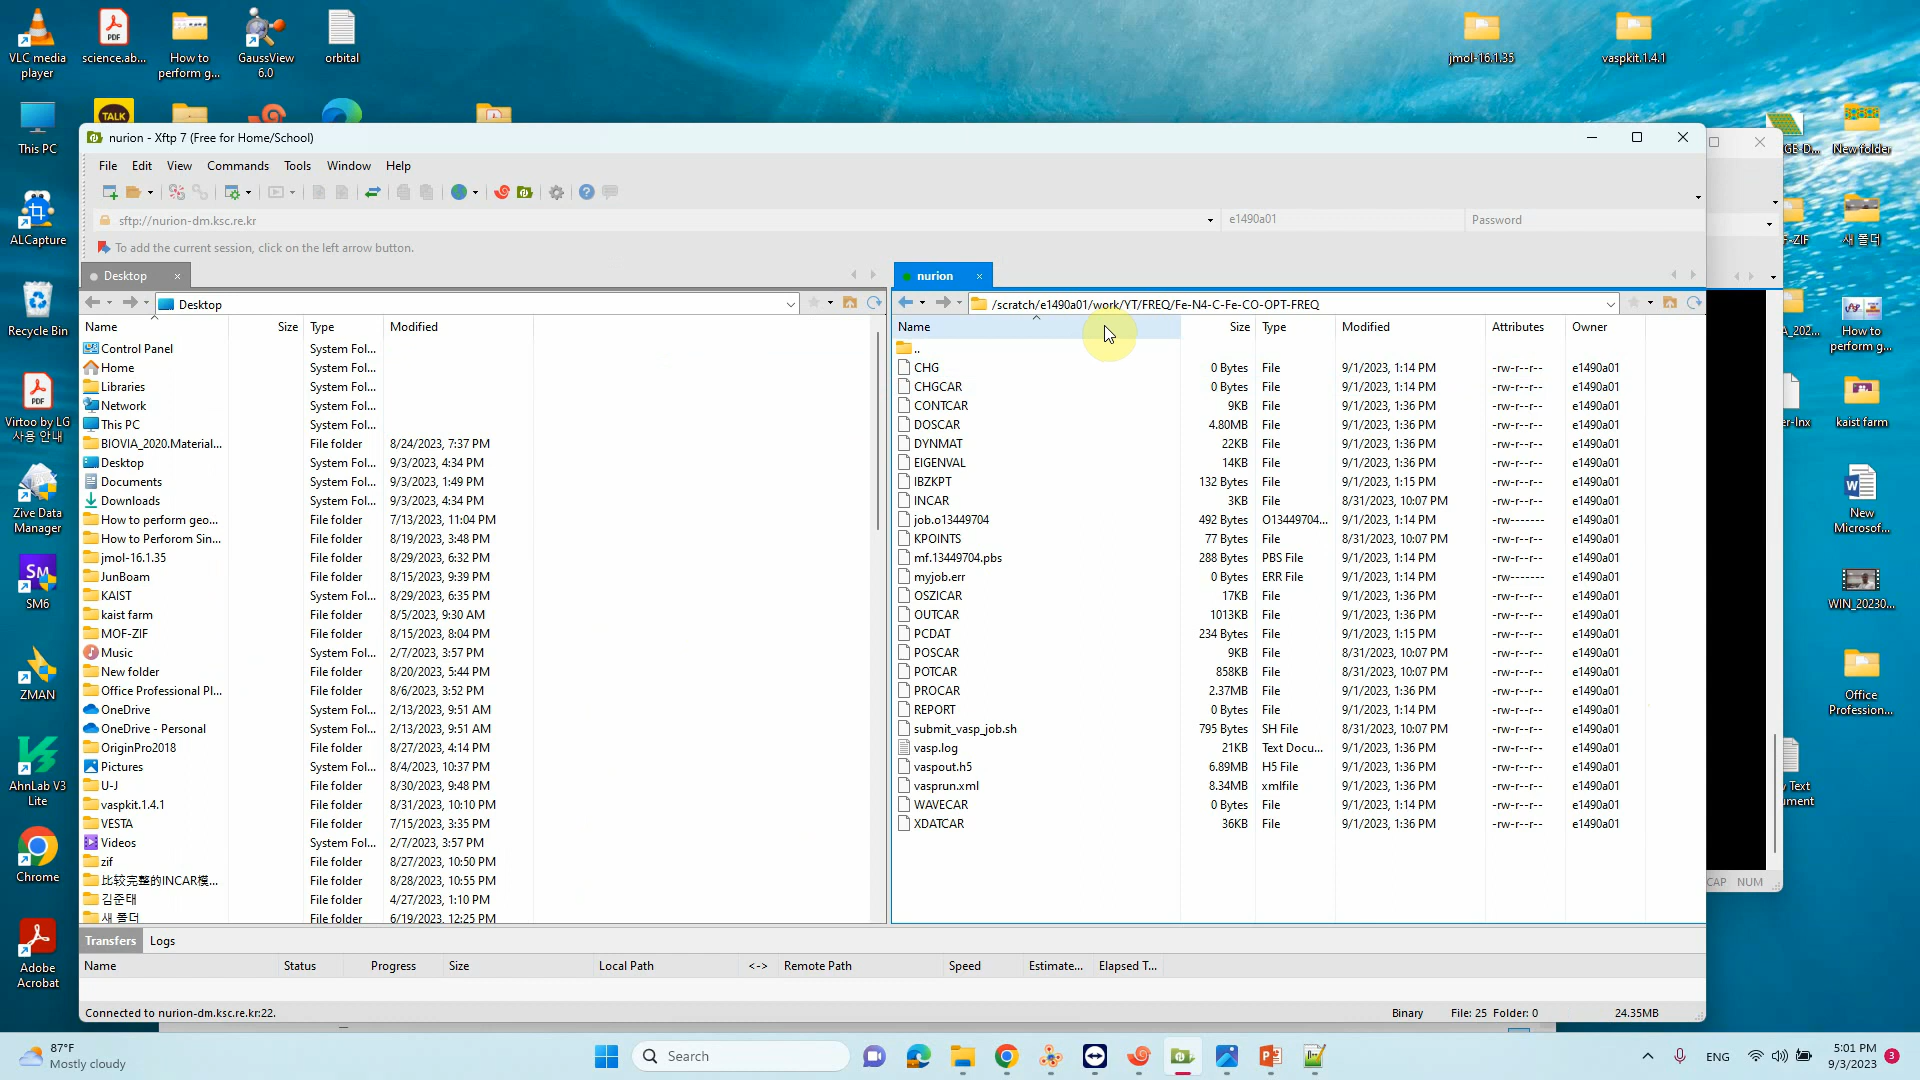 VLC media player
science.ab...
How to perform g...
GaussView 6.0
orbital
jmol-16.1.35
vaspkit.1.4.1
This PC
TALK
New folder
nurion - Xftp 7 (Free for Home/School)
File Edit View Commands Tools Window Help
sftp://nurion-dm.ksc.re.kr e1490a01 Password
To add the current session, click on the left arrow button.
ALCapture
새 폴더
Desktop
nurion
Desktop
/scratch/e1490a01/work/YT/FREQ/Fe-N4-C-Fe-CO-OPT-FREQ
Name Size Type Modified
Control Panel System Fol...
Home System Fol...
Libraries System Fol...
Network System Fol...
This PC System Fol...
BIOVIA_2020.Material... File folder 8/24/2023, 7:37 PM
Desktop System Fol... 9/3/2023, 4:34 PM
Documents System Fol... 9/3/2023, 1:49 PM
Downloads System Fol... 9/3/2023, 4:34 PM
How to perform geo... File folder 7/13/2023, 11:04 PM
How to Perforom Sin... File folder 8/19/2023, 3:48 PM
jmol-16.1.35 File folder 8/29/2023, 6:32 PM
JunBoam File folder 8/15/2023, 9:39 PM
KAIST File folder 8/29/2023, 6:35 PM
kaist farm File folder 8/5/2023, 9:30 AM
MOF-ZIF File folder 8/15/2023, 8:04 PM
Music System Fol... 2/7/2023, 3:57 PM
New folder File folder 8/20/2023, 5:44 PM
Office Professional Pl... File folder 8/6/2023, 3:52 PM
OneDrive System Fol... 2/13/2023, 9:51 AM
OneDrive - Personal System Fol... 2/13/2023, 9:51 AM
OriginPro2018 File folder 8/27/2023, 4:14 PM
Pictures System Fol... 8/4/2023, 10:37 PM
U-J File folder 8/30/2023, 9:48 PM
vaspkit.1.4.1 File folder 8/31/2023, 10:10 PM
VESTA File folder 7/15/2023, 3:35 PM
Videos System Fol... 2/7/2023, 3:57 PM
zif File folder 8/27/2023, 10:50 PM
比较完整的INCAR模... File folder 8/28/2023, 10:55 PM
김준태 File folder 4/27/2023, 1:10 PM
새 폴더 File folder 6/19/2023, 12:25 PM
Name Size Type Modified Attributes Owner
..
CHG 0 Bytes File 9/1/2023, 1:14 PM -rw-r--r-- e1490a01
CHGCAR 0 Bytes File 9/1/2023, 1:14 PM -rw-r--r-- e1490a01
CONTCAR 9KB File 9/1/2023, 1:36 PM -rw-r--r-- e1490a01
DOSCAR 4.80MB File 9/1/2023, 1:36 PM -rw-r--r-- e1490a01
DYNMAT 22KB File 9/1/2023, 1:36 PM -rw-r--r-- e1490a01
EIGENVAL 14KB File 9/1/2023, 1:36 PM -rw-r--r-- e1490a01
IBZKPT 132 Bytes File 9/1/2023, 1:15 PM -rw-r--r-- e1490a01
INCAR 3KB File 8/31/2023, 10:07 PM -rw-r--r-- e1490a01
job.o13449704 492 Bytes O13449704... 9/1/2023, 1:14 PM -rw------- e1490a01
KPOINTS 77 Bytes File 8/31/2023, 10:07 PM -rw-r--r-- e1490a01
mf.13449704.pbs 288 Bytes PBS File 9/1/2023, 1:14 PM -rw-r--r-- e1490a01
myjob.err 0 Bytes ERR File 9/1/2023, 1:14 PM -rw------- e1490a01
OSZICAR 17KB File 9/1/2023, 1:36 PM -rw-r--r-- e1490a01
OUTCAR 1013KB File 9/1/2023, 1:36 PM -rw-r--r-- e1490a01
PCDAT 234 Bytes File 9/1/2023, 1:15 PM -rw-r--r-- e1490a01
POSCAR 9KB File 8/31/2023, 10:07 PM -rw-r--r-- e1490a01
POTCAR 858KB File 8/31/2023, 10:07 PM -rw-r--r-- e1490a01
PROCAR 2.37MB File 9/1/2023, 1:36 PM -rw-r--r-- e1490a01
REPORT 0 Bytes File 9/1/2023, 1:14 PM -rw-r--r-- e1490a01
submit_vasp_job.sh 795 Bytes SH File 8/31/2023, 10:07 PM -rw-r--r-- e1490a01
vasp.log 21KB Text Docu... 9/1/2023, 1:36 PM -rw-r--r-- e1490a01
vaspout.h5 6.89MB H5 File 9/1/2023, 1:36 PM -rw-r--r-- e1490a01
vasprun.xml 8.34MB xmlfile 9/1/2023, 1:36 PM -rw-r--r-- e1490a01
WAVECAR 0 Bytes File 9/1/2023, 1:14 PM -rw-r--r-- e1490a01
XDATCAR 36KB File 9/1/2023, 1:36 PM -rw-r--r-- e1490a01
Recycle Bin
How to perform g...
Virtoo by LG 사용 안내
kaist farm
Zive Data Manager
New Microsof...
SM
SM6
WIN_20230...
ZMAN
Office Profession...
AhnLab V3 Lite
Chrome
CAP NUM
Adobe Acrobat
Transfers Logs
Name Status Progress Size Local Path <-> Remote Path Speed Estimate... Elapsed T...
Connected to nurion-dm.ksc.re.kr:22. Binary File: 25 Folder: 0 24.35MB
87°F
Mostly cloudy
Search
ENG
5:01 PM
9/3/2023
3